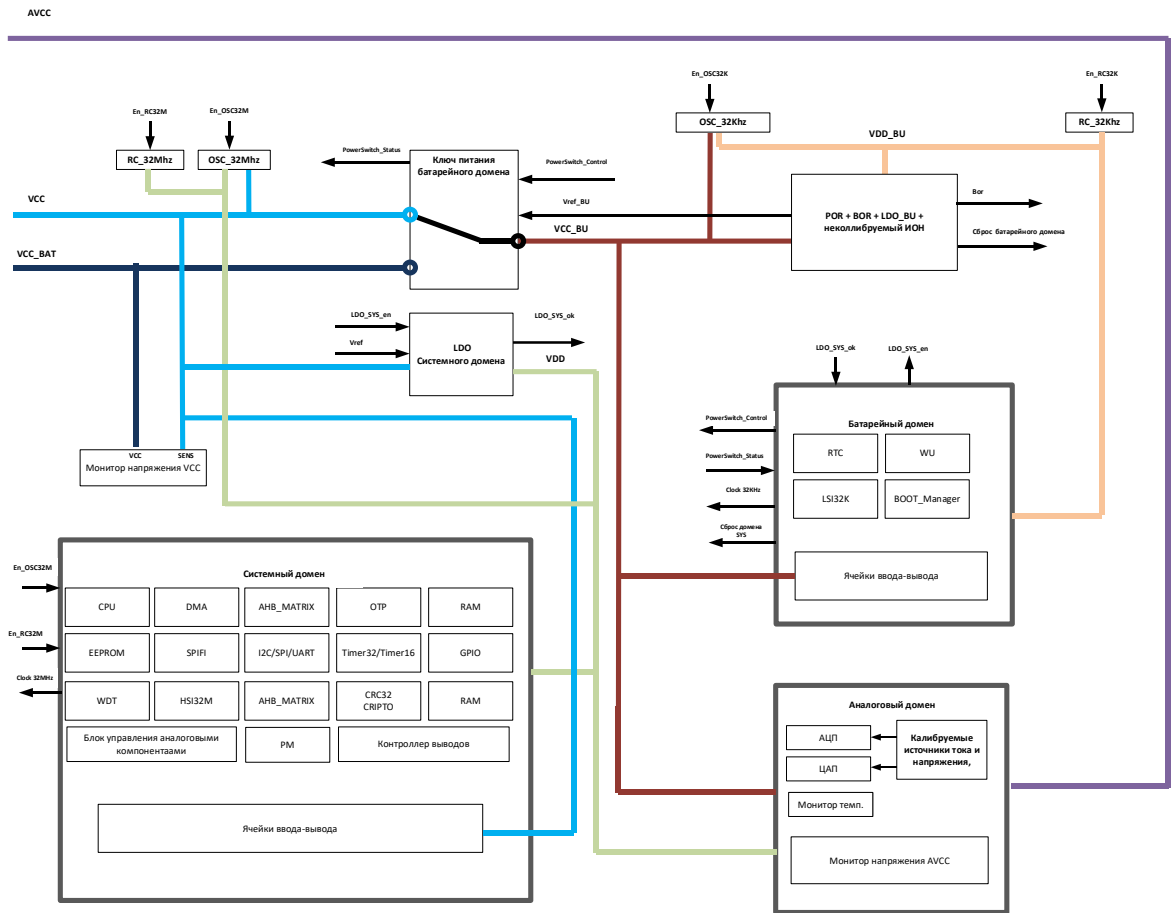 AVCC
En_OSC32K
En_RC32K
En_RC32M
En_OSC32M
OSC_32Khz
RC_32Khz
VDD_BU
RC_32Mhz
OSC_32Mhz
PowerSwitch_Status
Ключ питания
батарейного домена
PowerSwitch_Control
VCC
Vref_BU
VCC_BU
POR + BOR + LDO_BU +
неколлибруемый ИОН
Bor
Сброс батарейного домена
VCC_BAT
LDO_SYS_en
Vref
LDO
Системного домена
LDO_SYS_ok
VDD
LDO_SYS_ok
LDO_SYS_en
VCC
SENS
Монитор напряжения VCC
PowerSwitch_Control
PowerSwitch_Status
Clock 32KHz
Сброс домена
SYS
Батарейный домен
RTC
WU
LSI32K
BOOT_Manager
Ячейки ввода-вывода
En_OSC32M
En_RC32M
Clock 32MHz
Системный домен
CPU
DMA
AHB_MATRIX
OTP
RAM
EEPROM
SPIFI
I2C/SPI/UART
Timer32/Timer16
GPIO
WDT
HSI32M
AHB_MATRIX
CRC32
CRIPTO
RAM
Блок управления аналоговыми
компонентаами
PM
Контроллер выводов
Ячейки ввода-вывода
Аналоговый домен
АЦП
ЦАП
Калибруемые
источники тока и
напряжения,
Монитор темп.
Монитор напряжения AVCC